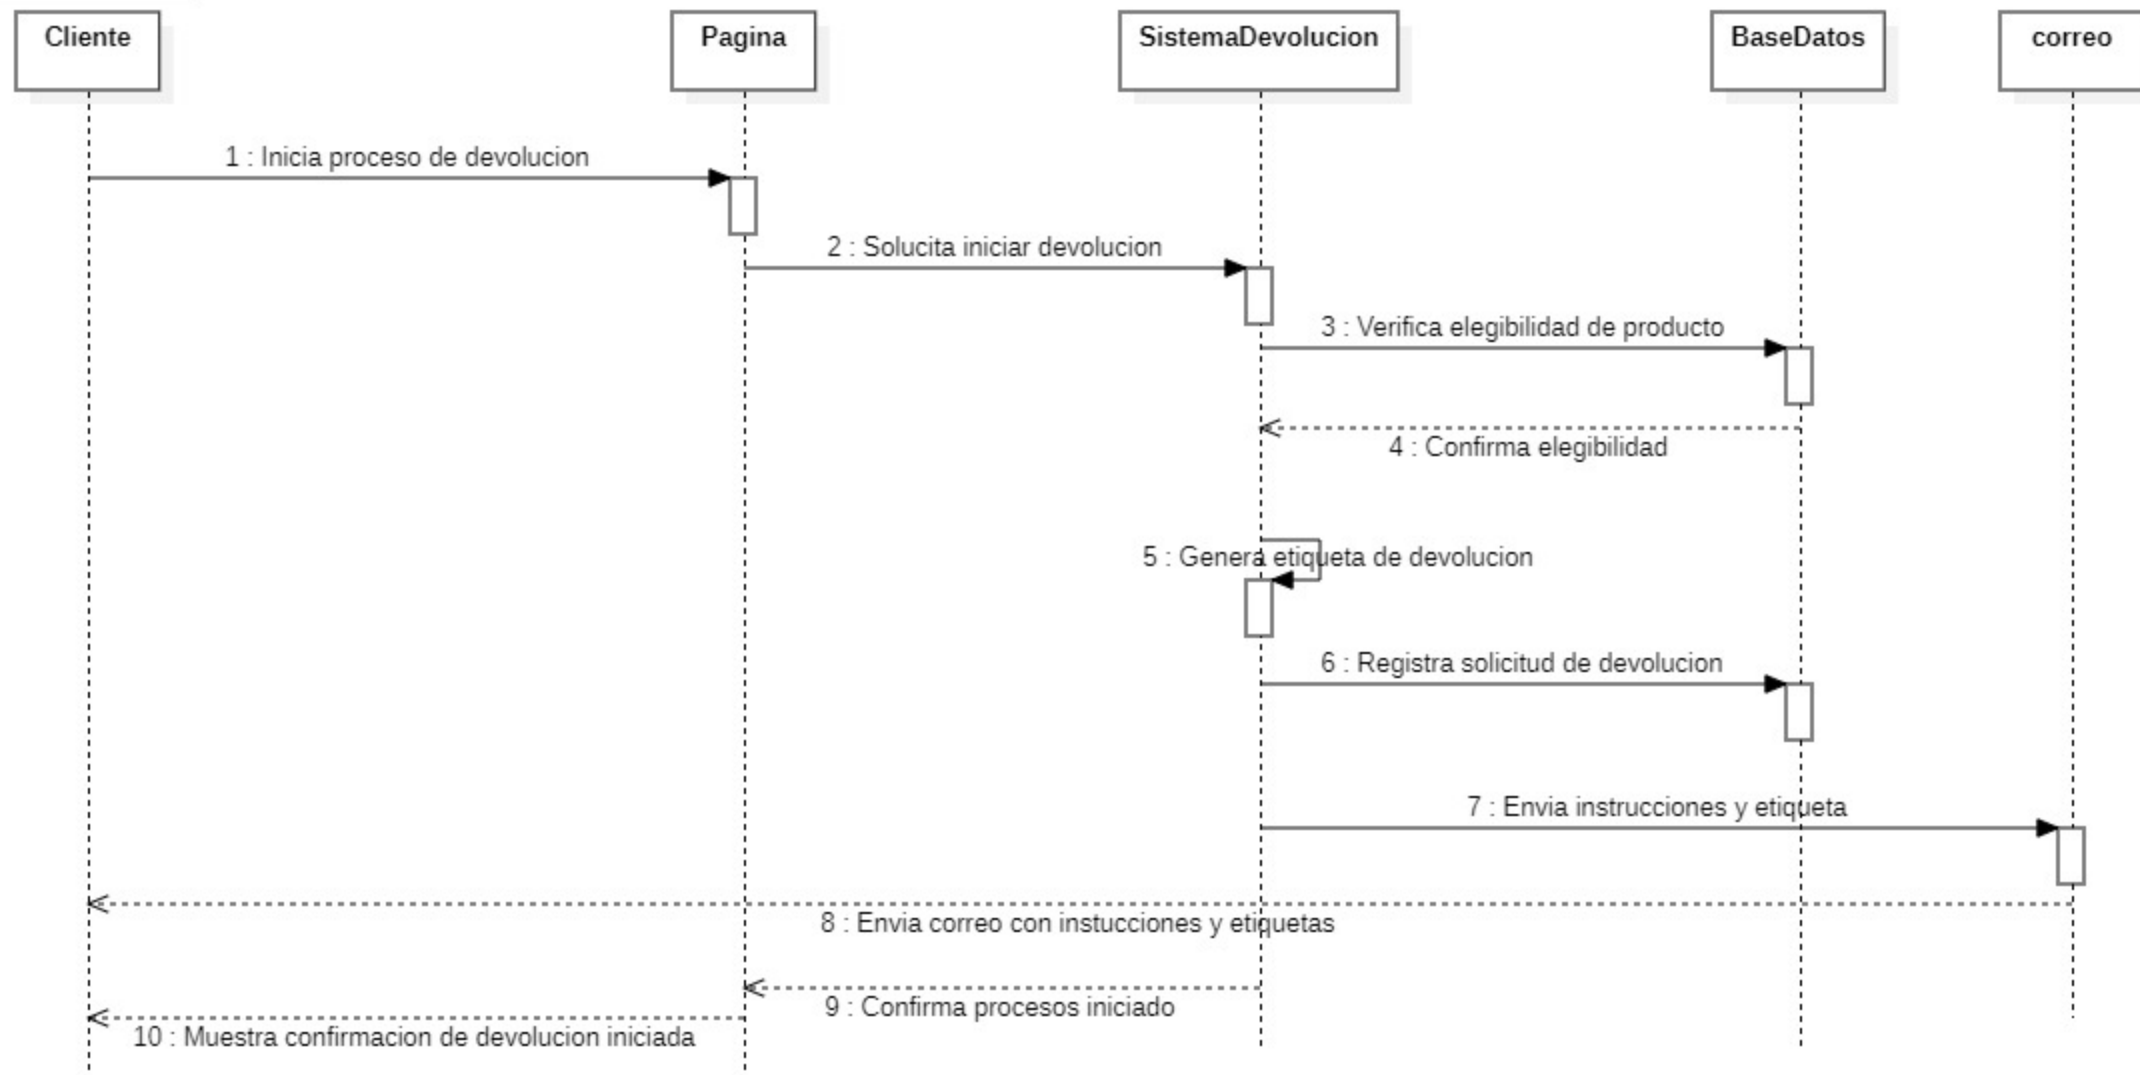 Cliente
Pagina
SistemaDevolucion
BaseDatos
correo
1 : Inicia proceso de devolucion
2 : Solucita iniciar devolucion
3 : Verifica elegibilidad de producto
4 : Confirma elegibilidad
5 : Genera etiqueta de devolucion
6 : Registra solicitud de devolucion
7 : Envia instrucciones y etiqueta
8 : Envia correo con instucciones y etiquetas
9 : Confirma procesos iniciado
10 : Muestra confirmacion de devolucion iniciada